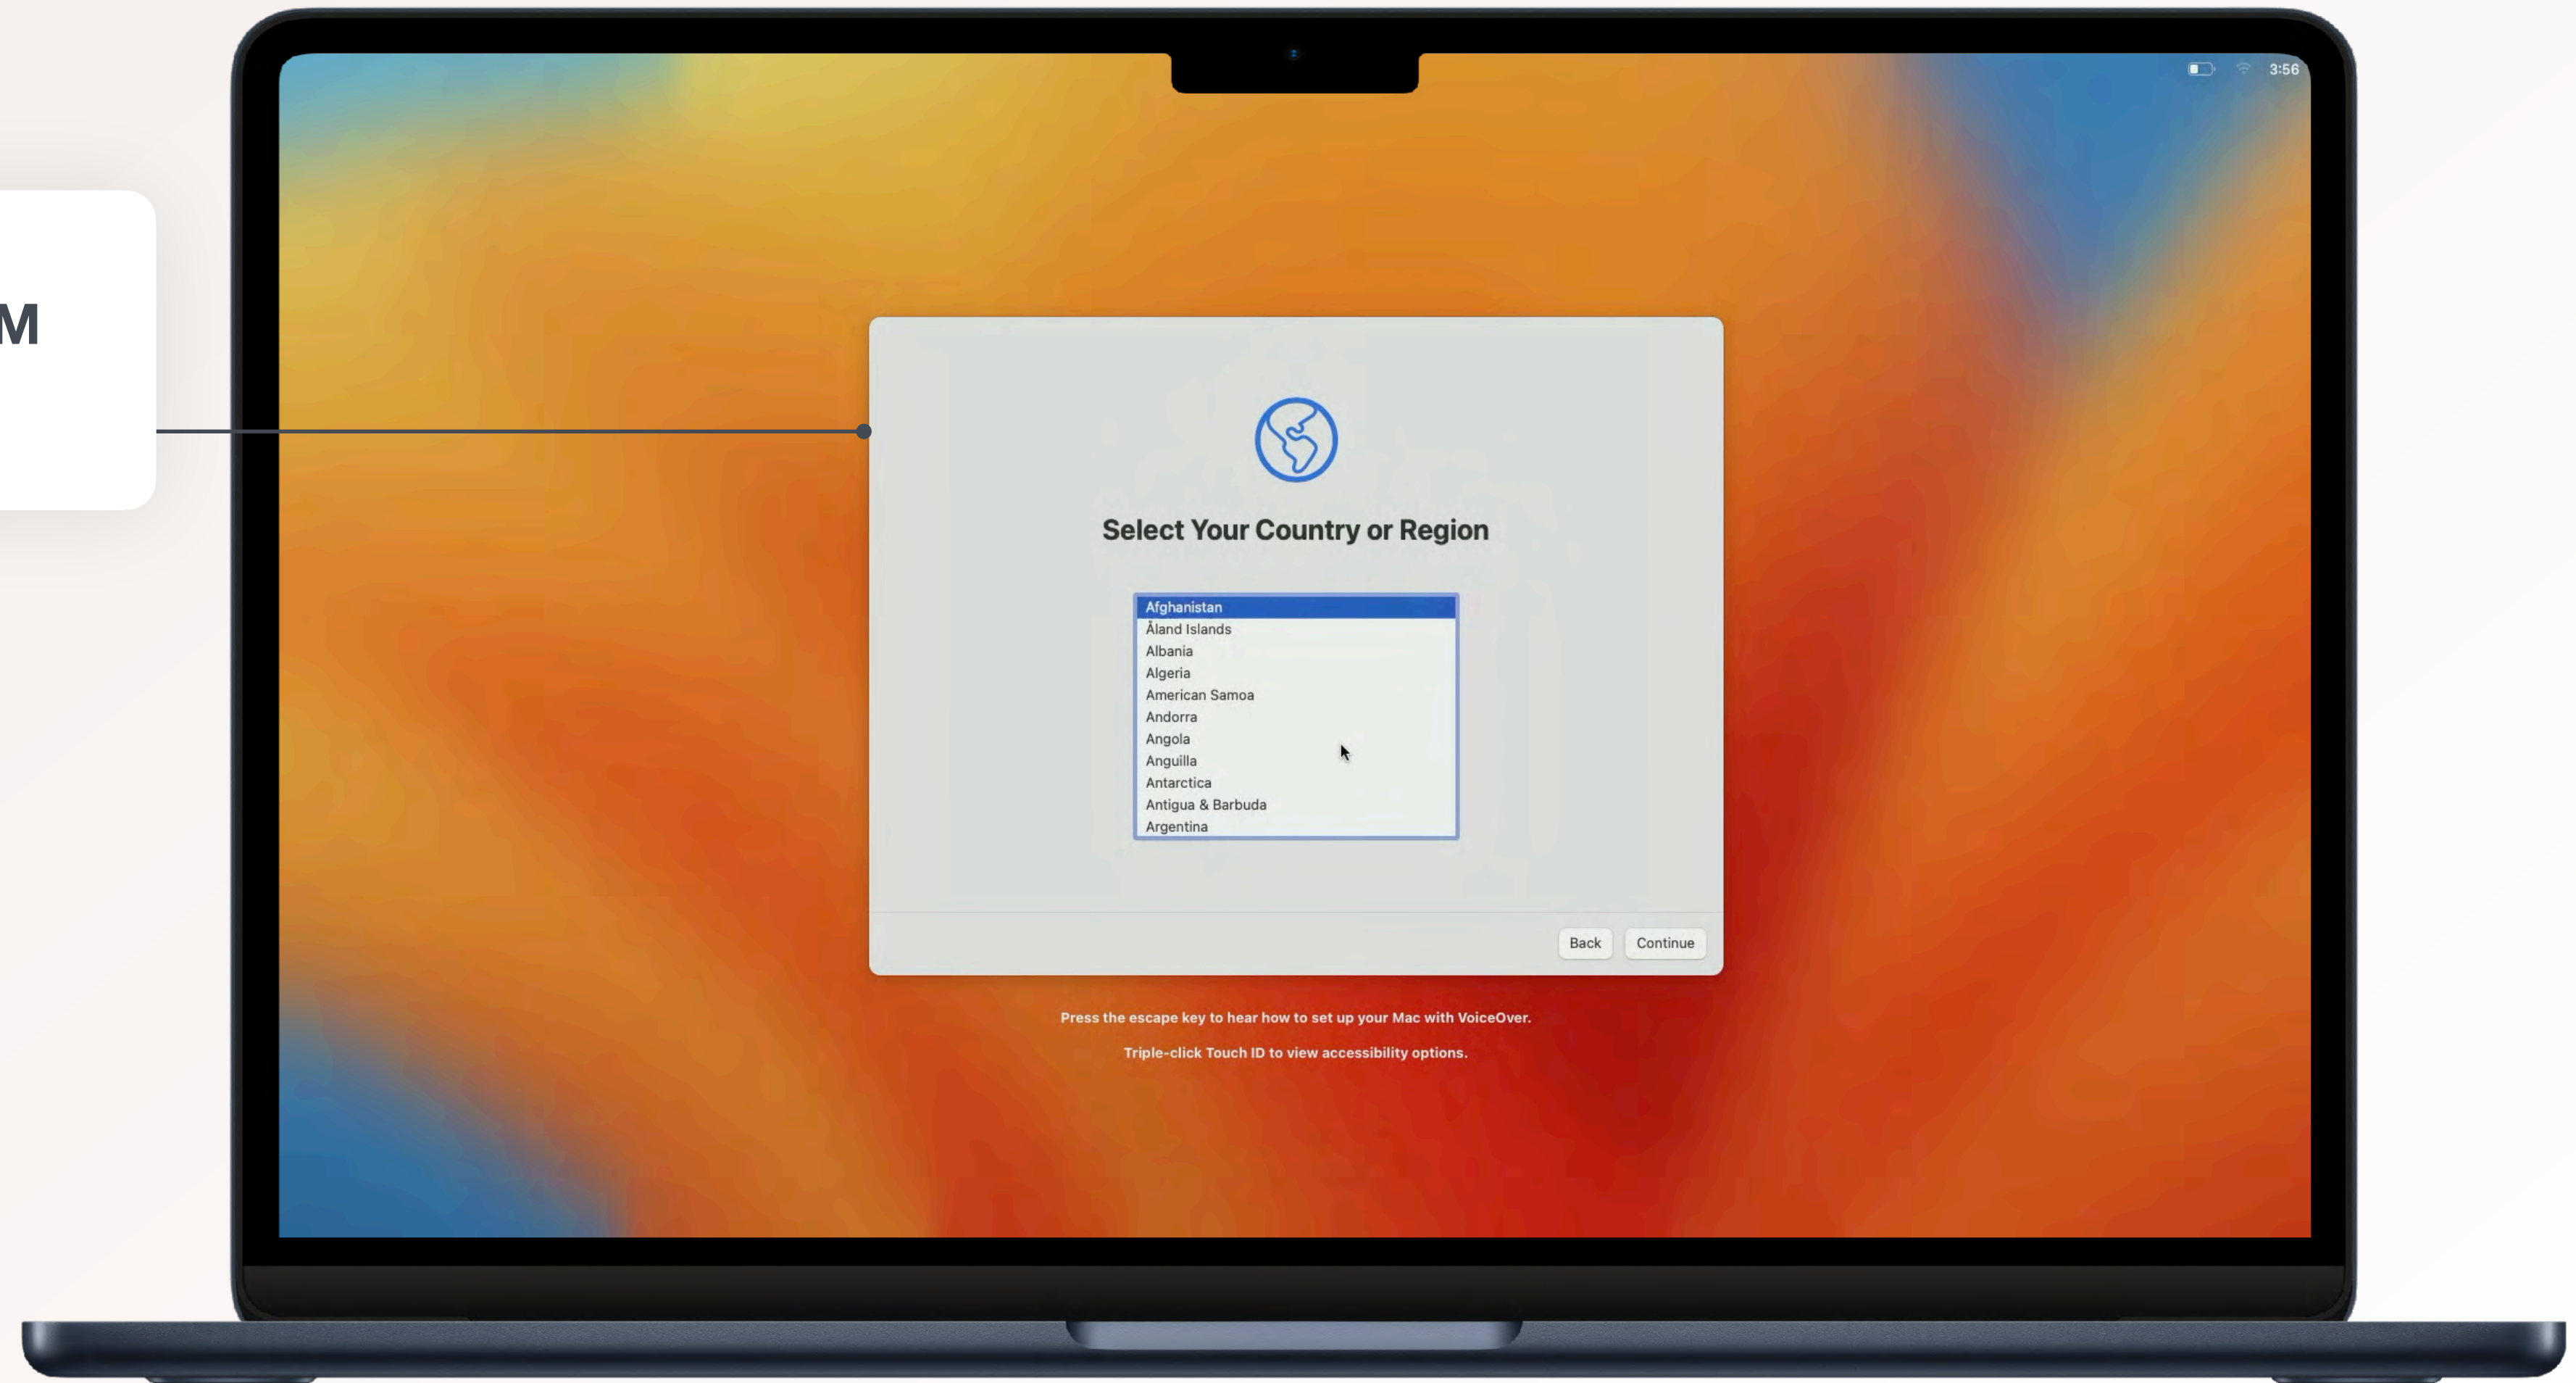 3:56
M
Select Your Country or Region
Afghanistan
Åland Islands
Albania
Algeria
American Samoa
Andorra
Angola
Anguilla
Antarctica
Antigua & Barbuda
Argentina
Back Continue
Press the escape key to hear how to set up your Mac with VoiceOver.
Triple-click Touch ID to view accessibility options.